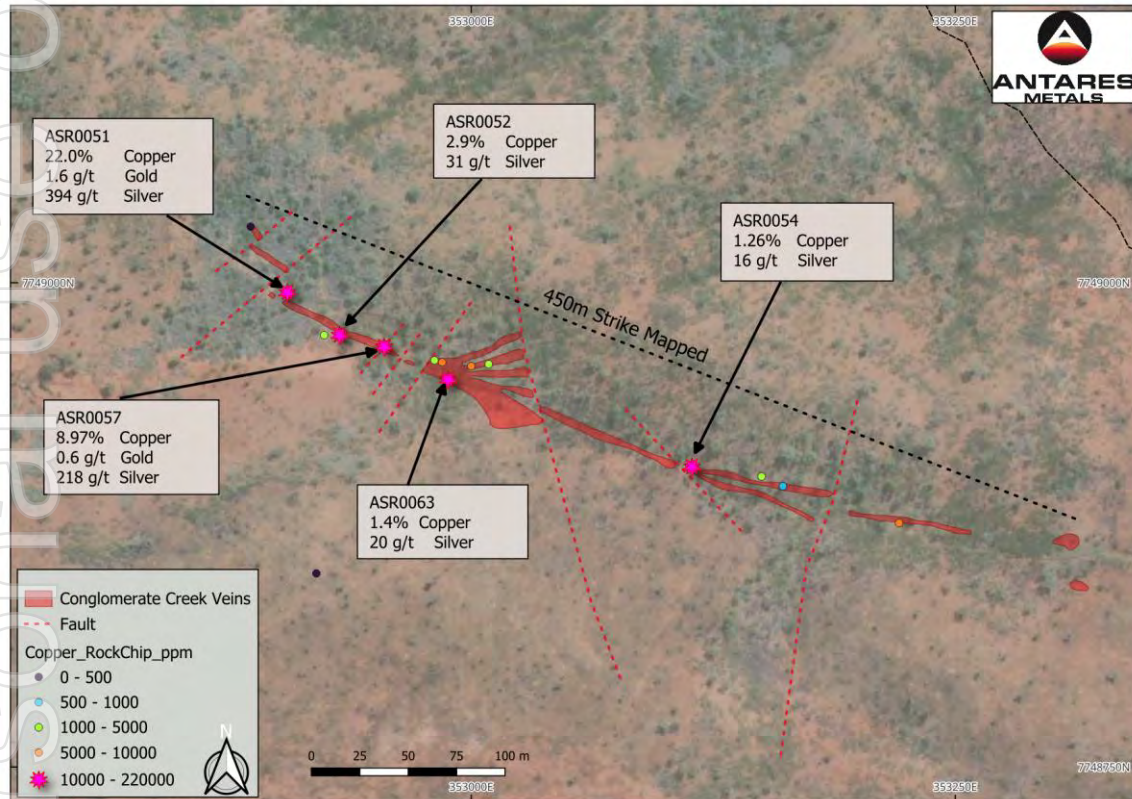 353000E
353250E
ANTARES
METALS
ASR0051
22.0% Copper
1.6 g/t Gold
394 g/t Silver
ASR0052
2.9% Copper
31 g/t Silver
ASR0054
1.26% Copper
16 g/t Silver
7749000N
7749000N
450m Strike Mapped
ASR0057
8.97% Copper
0.6 g/t Gold
218 g/t Silver
ASR0063
1.4% Copper
20 g/t Silver
Conglomerate Creek Veins
Fault
Copper_RockChip_ppm
0 - 500
500 - 1000
1000 - 5000
5000 - 10000
10000 - 220000
N
0 25 50 75 100 m
7748750N
353000E
353250E
sonal use o